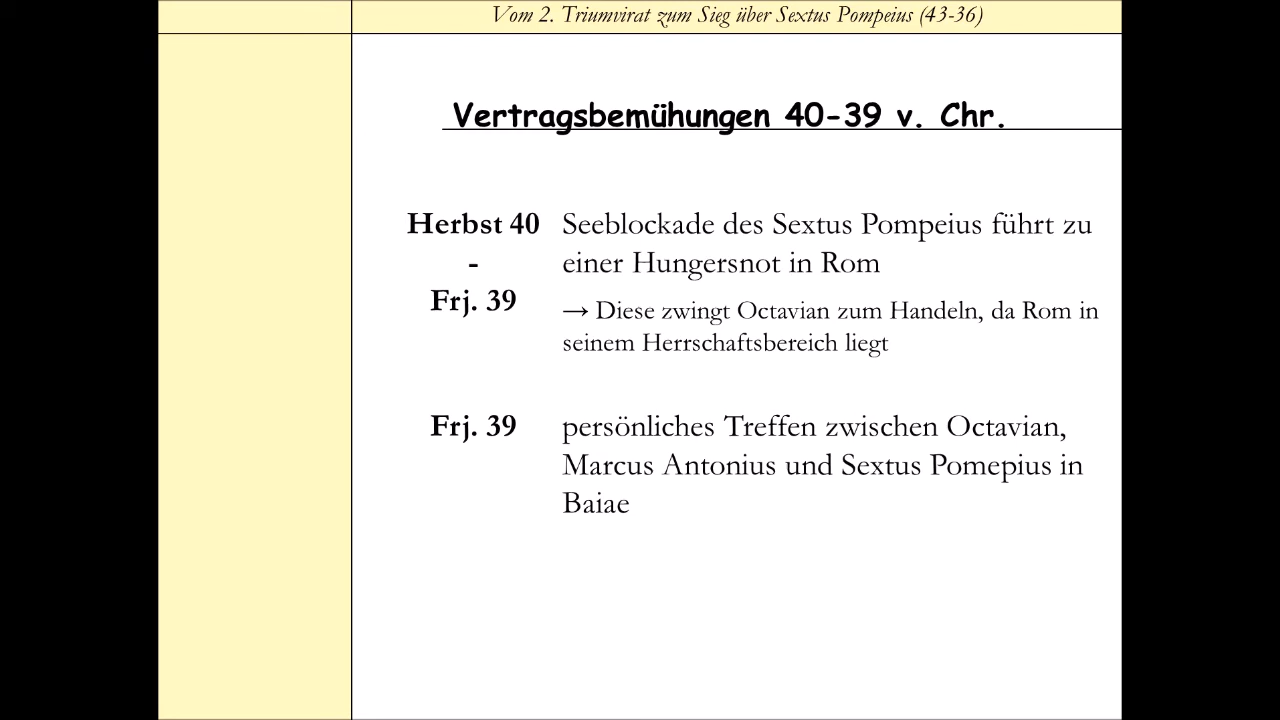 Vom 2. Triumvirat zum Sieg über Sextus Pompeius (43-36)
Vertragsbemühungen 40-39 v. Chr.
Herbst 40
-
Frj. 39
Seeblockade des Sextus Pompeius führt zu
einer Hungersnot in Rom
→ Diese zwingt Octavian zum Handeln, da Rom in
seinem Herrschaftsbereich liegt
Frj. 39
persönliches Treffen zwischen Octavian,
Marcus Antonius und Sextus Pomepius in
Baiae